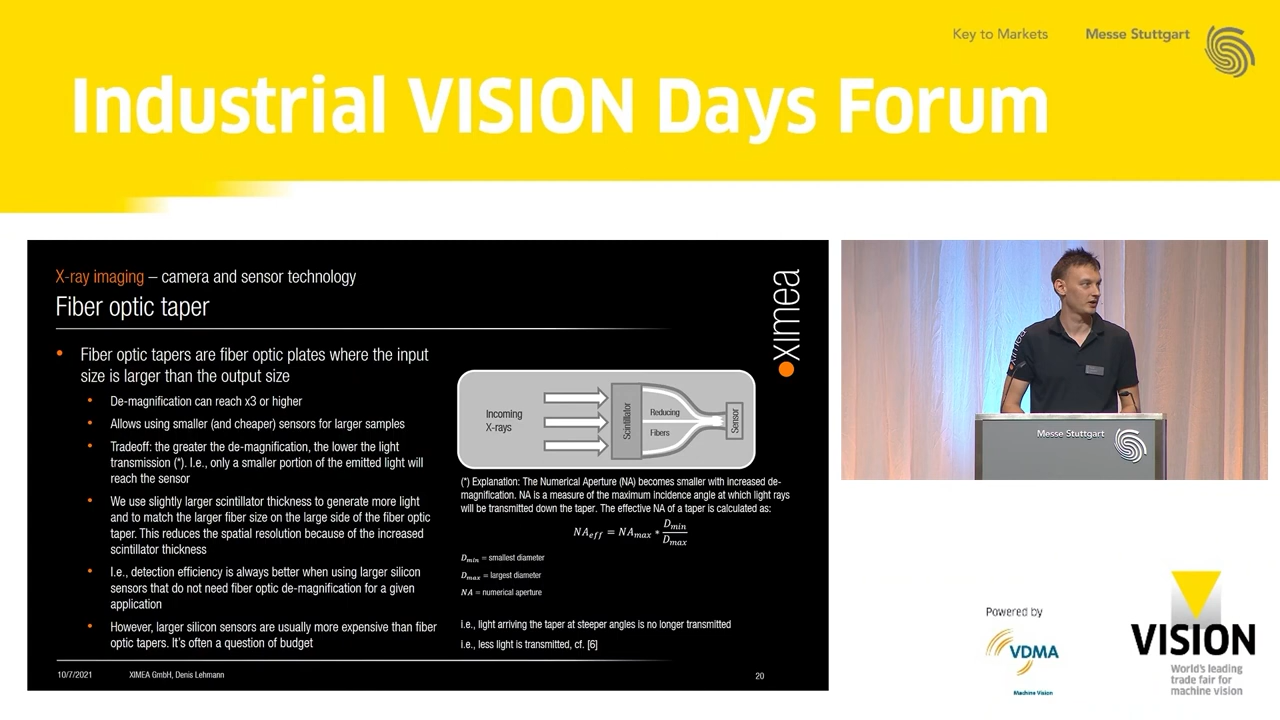 Key to Markets
Messe Stuttgart
Industrial VISION Days Forum
X-ray imaging – camera and sensor technology
Fiber optic taper
ximea
• Fiber optic tapers are fiber optic plates where the input
size is larger than the output size
• De-magnification can reach x3 or higher
• Allows using smaller (and cheaper) sensors for larger samples
• Tradeoff: the greater the de-magnification, the lower the light
transmission (*). I.e., only a smaller portion of the emitted light will
reach the sensor
• We use slightly larger scintillator thickness to generate more light
and to match the larger fiber size on the large side of the fiber optic
taper. This reduces the spatial resolution because of the increased
scintillator thickness
• I.e., detection efficiency is always better when using larger silicon
sensors that do not need fiber optic de-magnification for a given
application
• However, larger silicon sensors are usually more expensive than fiber
optic tapers. It's often a question of budget
Incoming
X-rays
Scintillator
Reducing
Fibers
Sensor
(*) Explanation: The Numerical Aperture (NA) becomes smaller with increased de-
magnification. NA is a measure of the maximum incidence angle at which light rays
will be transmitted down the taper. The effective NA of a taper is calculated as:
NA_eff = NA_max * D_min / D_max
D_min = smallest diameter
D_max = largest diameter
NA = numerical aperture
i.e., light arriving the taper at steeper angles is no longer transmitted
i.e., less light is transmitted, cf. [6]
10/7/2021
XIMEA GmbH, Denis Lehmann
20
ximea
Messe Stuttgart
Powered by
VDMA
Machine Vision
VISION
World's leading
trade fair for
machine vision